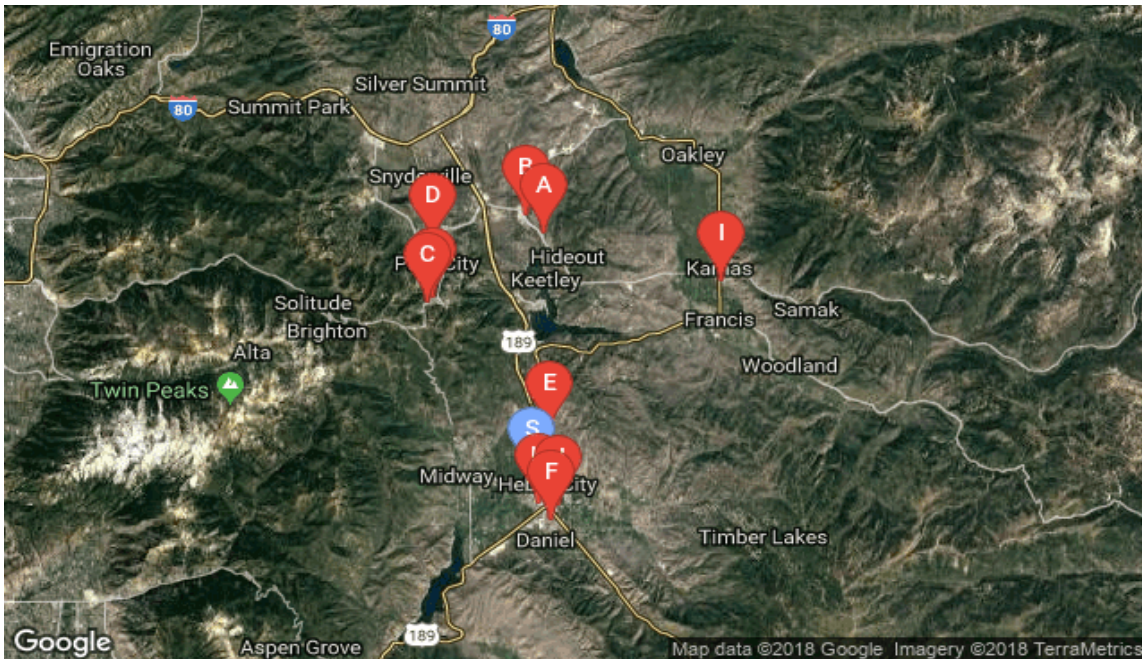 80
Emigration
Oaks
Silver Summit
80
Summit Park
Oakley
B
A
D
I
C
Hideout
Kamas
Keetley
Solitude
Samak
Brighton
Francis
189
Alta
Woodland
Twin Peaks
E
S
F
Midway
Daniel
Timber Lakes
189
Google
Aspen Grove
Map data ©2018 Google Imagery ©2018 TerraMetrics